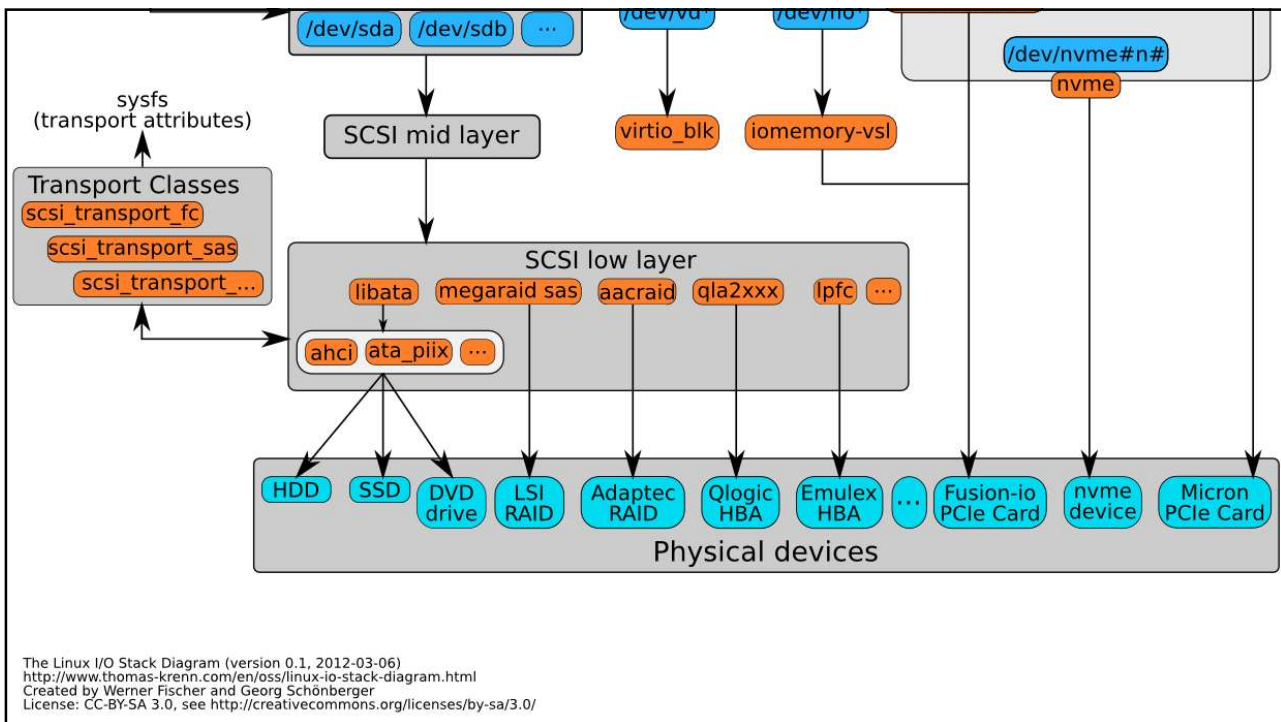 /dev/sda
/dev/sdb
...
/dev/nvme#n#
nvme
sysfs
(transport attributes)
SCSI mid layer
virtio_blk
iomemory-vsl
Transport Classes
scsi_transport_fc
scsi_transport_sas
scsi_transport_...
SCSI low layer
libata
megaraid sas
aacraid
qla2xxx
lpfc
...
ahci
ata_piix
...
HDD
SSD
DVD
drive
LSI
RAID
Adaptec
RAID
Qlogic
HBA
Emulex
HBA
...
Fusion-io
PCIe Card
nvme
device
Micron
PCIe Card
Physical devices
The Linux I/O Stack Diagram (version 0.1, 2012-03-06)
http://www.thomas-krenn.com/en/oss/linux-io-stack-diagram.html
Created by Werner Fischer and Georg Schönberger
License: CC-BY-SA 3.0, see http://creativecommons.org/licenses/by-sa/3.0/